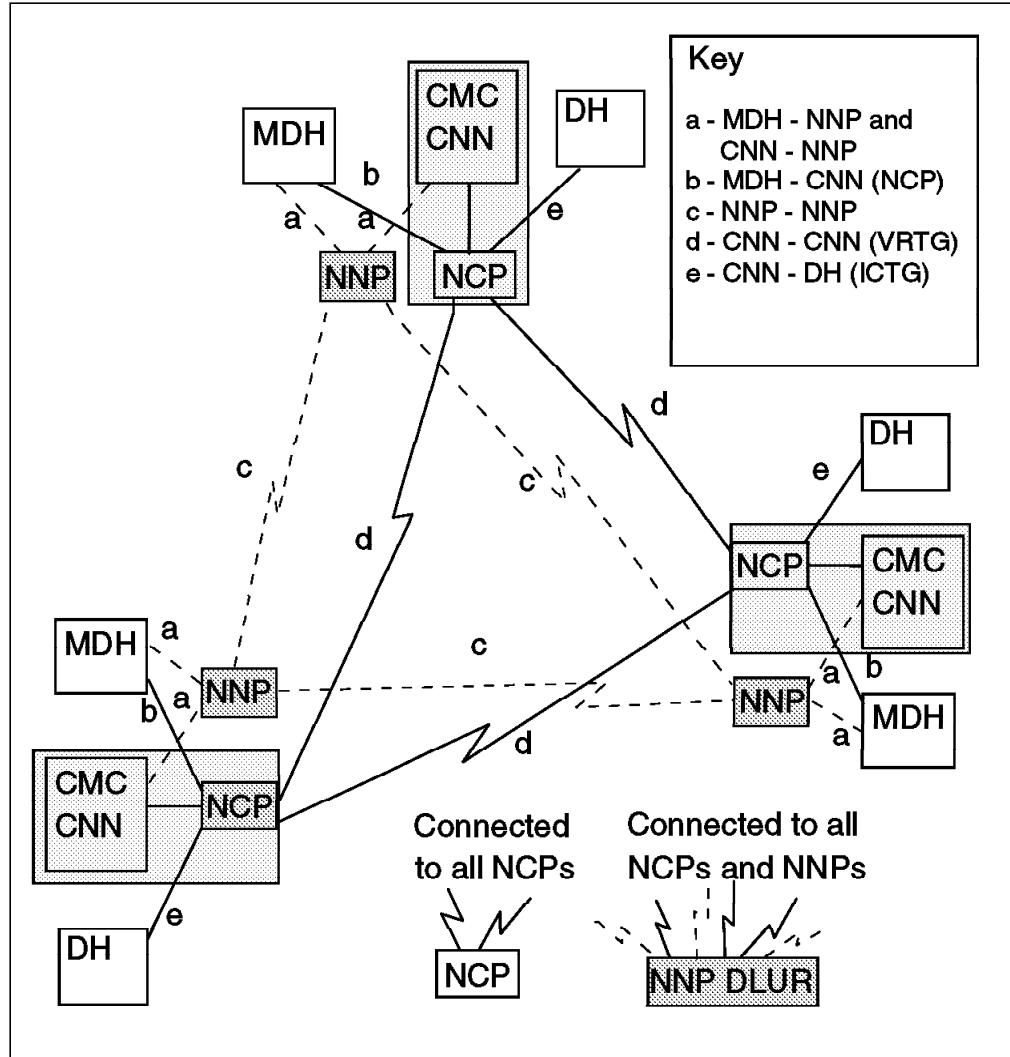 Key
a - MDH - NNP and
CNN - NNP
b - MDH - CNN (NCP)
c - NNP - NNP
d - CNN - CNN (VRTG)
e - CNN - DH (ICTG)
MDH
CMC
CNN
DH
b
a
a
e
NNP
NCP
d
c
c
d
DH
e
NCP
CMC
CNN
MDH
a
NNP
a
b
c
NNP
a
b
a
MDH
d
CMC
CNN
NCP
e
DH
Connected
to all NCPs
NCP
Connected to all
NCPs and NNPs
NNP DLUR